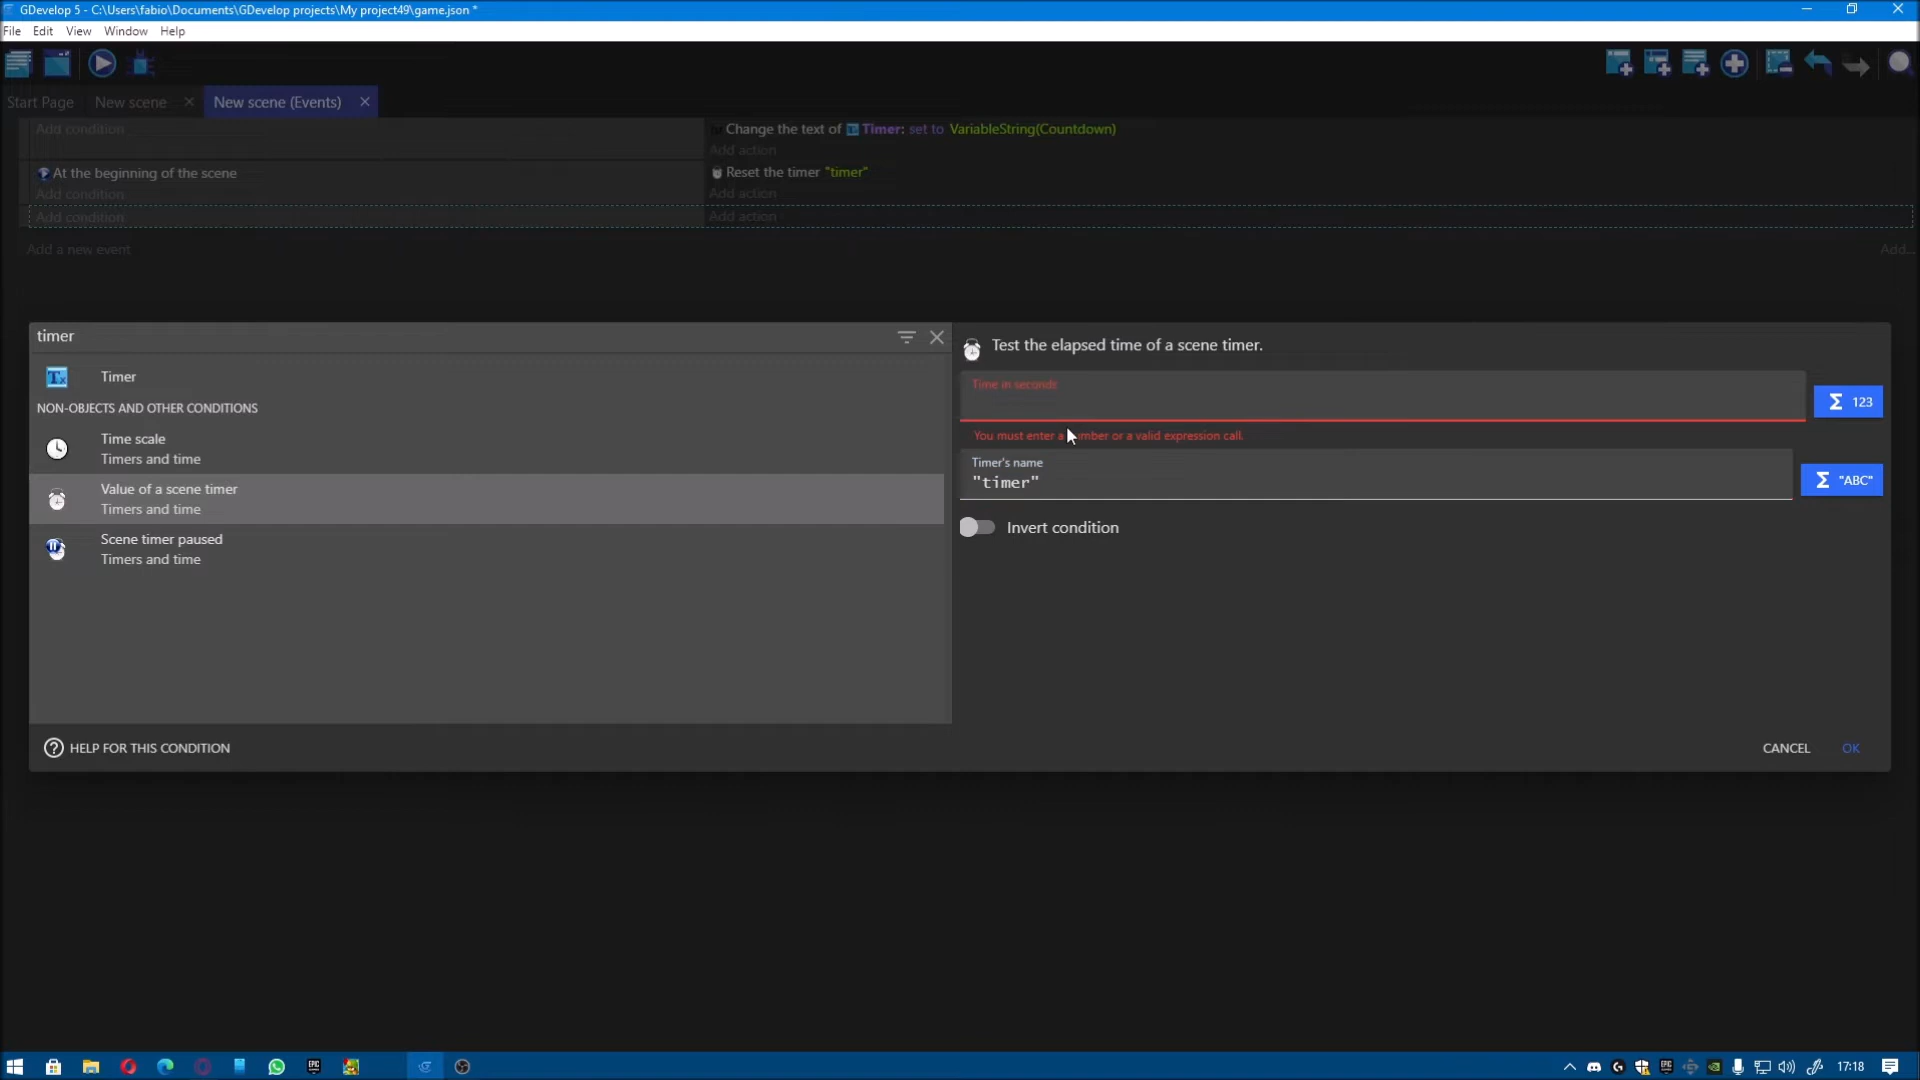 GDevelop 5 - C:\Users\fabio\Documents\GDevelop projects\My project49\game.json *
File Edit View Window Help
Start Page New scene New scene (Events)
Add condition
Change the text of Timer: set to VariableString(Countdown)
Add action
At the beginning of the scene
Reset the timer "timer"
Add condition
Add action
Add condition
Add action
Add a new event
Add...
timer
Timer
NON-OBJECTS AND OTHER CONDITIONS
Time scale
Timers and time
Value of a scene timer
Timers and time
Scene timer paused
Timers and time
HELP FOR THIS CONDITION
Test the elapsed time of a scene timer.
Time in seconds
Σ 123
You must enter a number or a valid expression call.
Timer's name
"timer"
Σ "ABC"
Invert condition
CANCEL OK
17:18